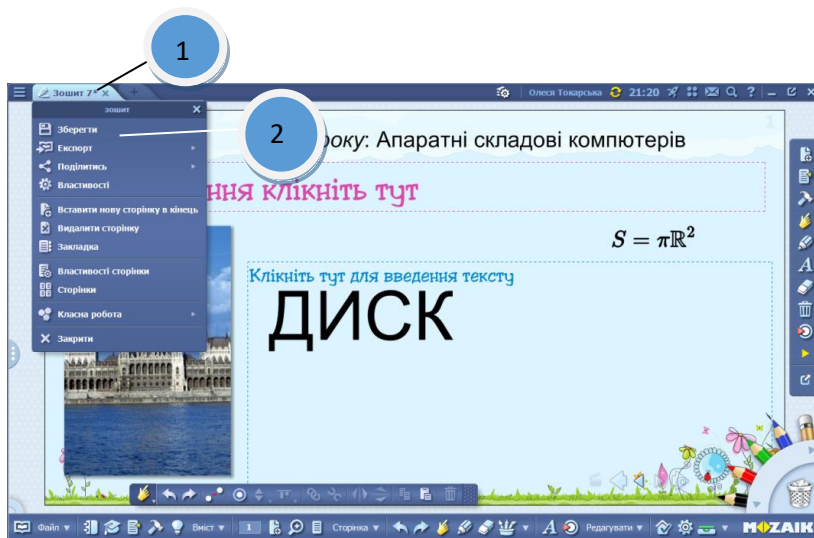 1
Зошит 7* × +
Олеся Токарська 21:20 ? – ×
зошит ×
Зберегти
Експорт
Поділитись
Властивості
Вставити нову сторінку в кінець
Видалити сторінку
Закладка
Властивості сторінки
Сторінки
Класна робота
Закрити
2
року: Апаратні складові компютерів
1
ння клікніть тут
S = πℝ²
Клікніть тут для введення тексту
ДИСК
A
Файл Вміст 1 Сторінка A Редагувати MOZAIK